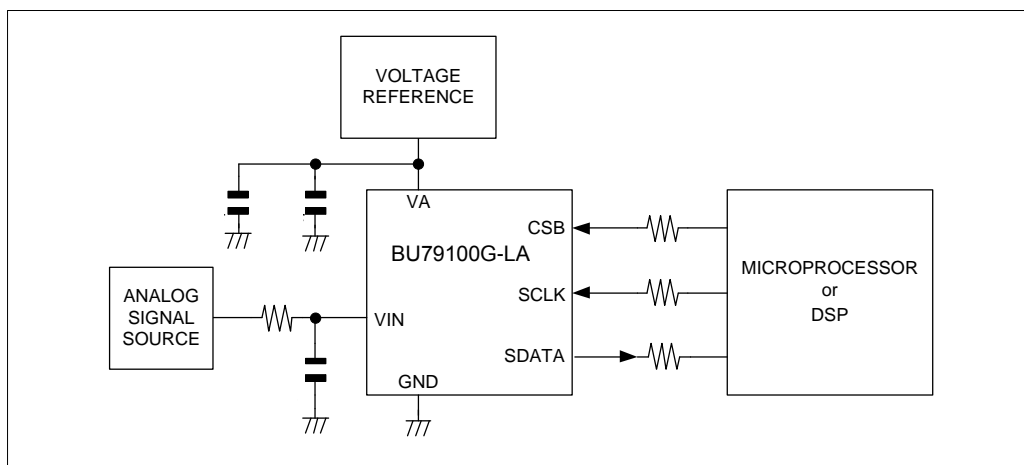 VOLTAGE
REFERENCE
VA
CSB
BU79100G-LA
MICROPROCESSOR
or
DSP
ANALOG
SIGNAL
SOURCE
SCLK
VIN
SDATA
GND